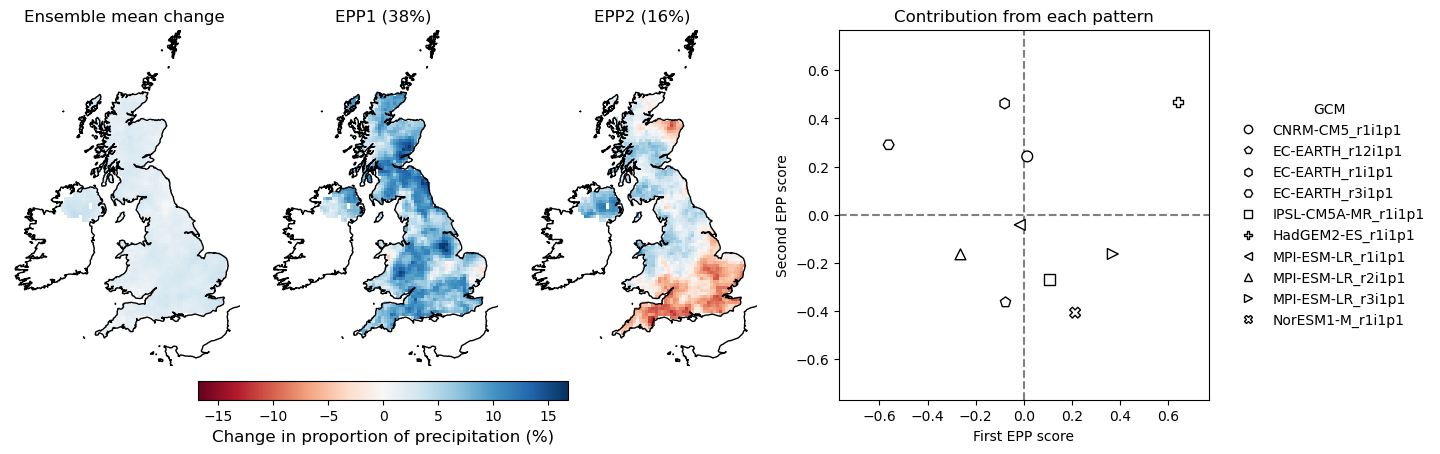 Ensemble mean change
EPP1 (38%)
EPP2 (16%)
−15 −10 −5 0 5 10 15
Change in proportion of precipitation (%)
Contribution from each pattern
Second EPP score
0.6
0.4
0.2
0.0
−0.2
−0.4
−0.6
−0.6 −0.4 −0.2 0.0 0.2 0.4 0.6
First EPP score
GCM
CNRM-CM5_r1i1p1
EC-EARTH_r12i1p1
EC-EARTH_r1i1p1
EC-EARTH_r3i1p1
IPSL-CM5A-MR_r1i1p1
HadGEM2-ES_r1i1p1
MPI-ESM-LR_r1i1p1
MPI-ESM-LR_r2i1p1
MPI-ESM-LR_r3i1p1
NorESM1-M_r1i1p1